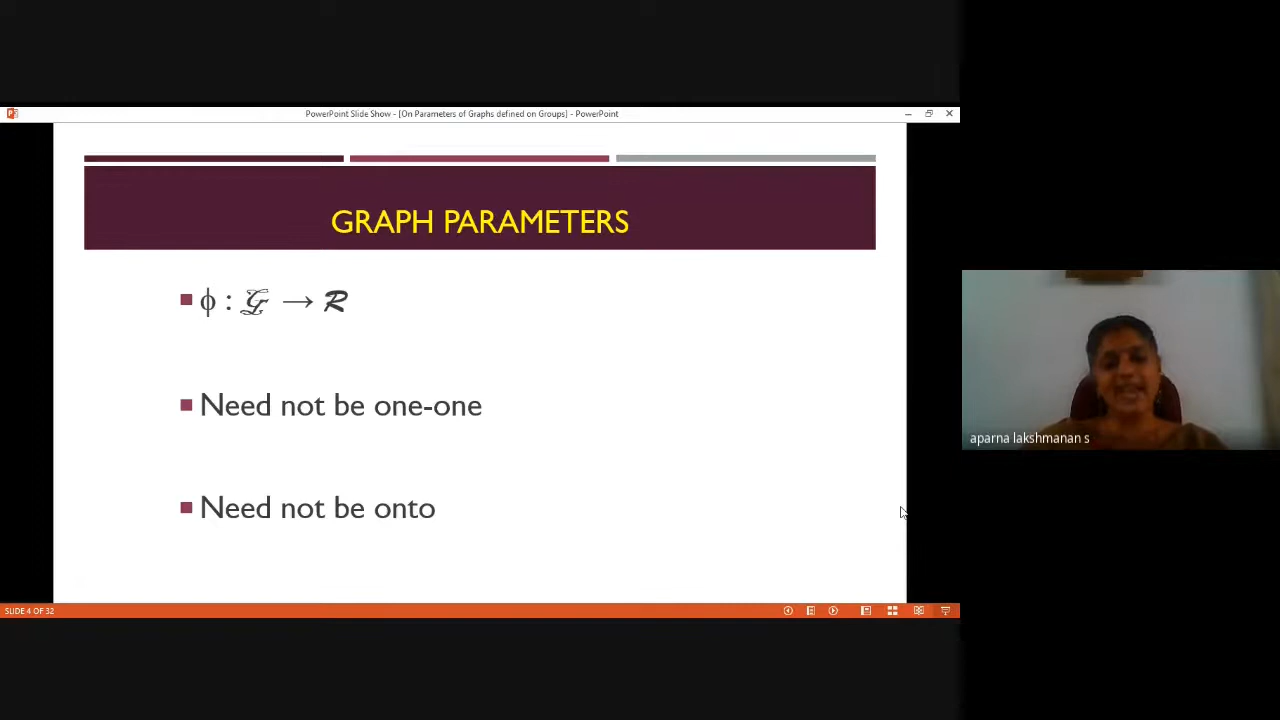 PowerPoint Slide Show - [On Parameters of Graphs defined on Groups] - PowerPoint
GRAPH PARAMETERS
ϕ : 𝒢 → ℛ
Need not be one-one
Need not be onto
aparna lakshmanan s
SLIDE 4 OF 32